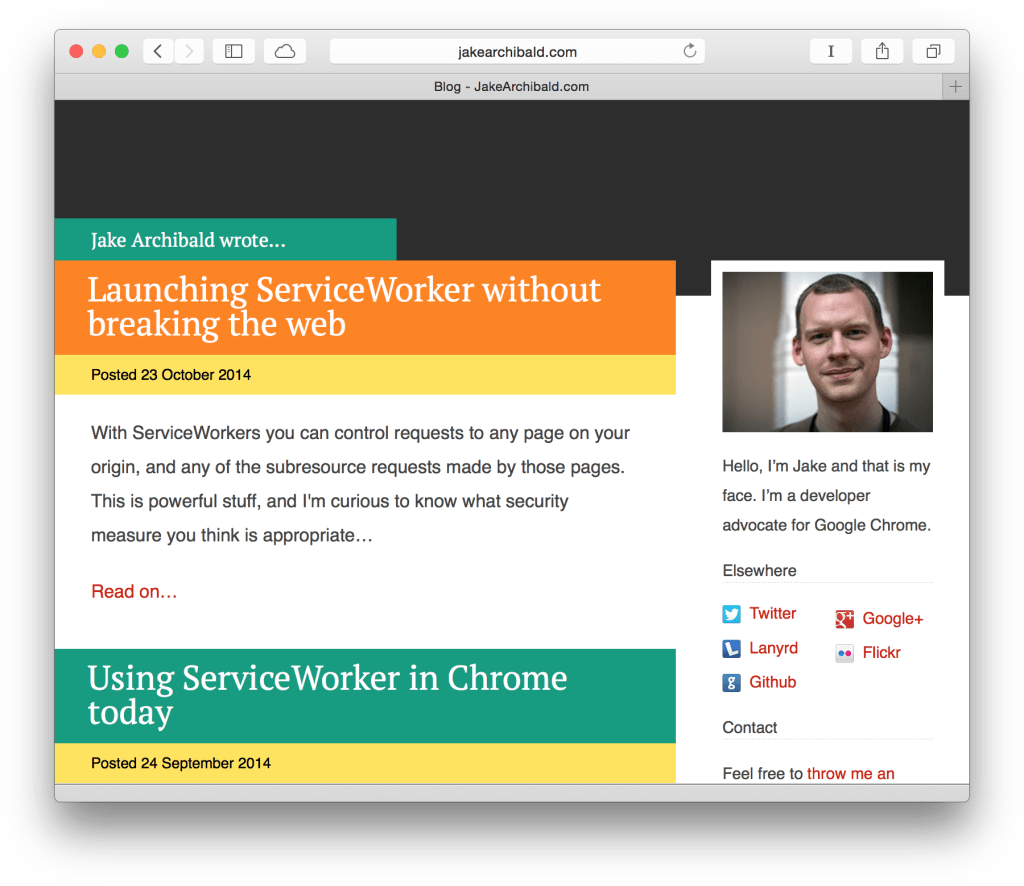 jakearchibald.com
Blog - JakeArchibald.com
Jake Archibald wrote…
Launching ServiceWorker without
breaking the web
Posted 23 October 2014
With ServiceWorkers you can control requests to any page on your
origin, and any of the subresource requests made by those pages.
This is powerful stuff, and I'm curious to know what security
measure you think is appropriate…
Read on…
Using ServiceWorker in Chrome
today
Posted 24 September 2014
Hello, I’m Jake and that is my
face. I’m a developer
advocate for Google Chrome.
Elsewhere
Twitter
Lanyrd
Github
Google+
Flickr
Contact
Feel free to throw me an